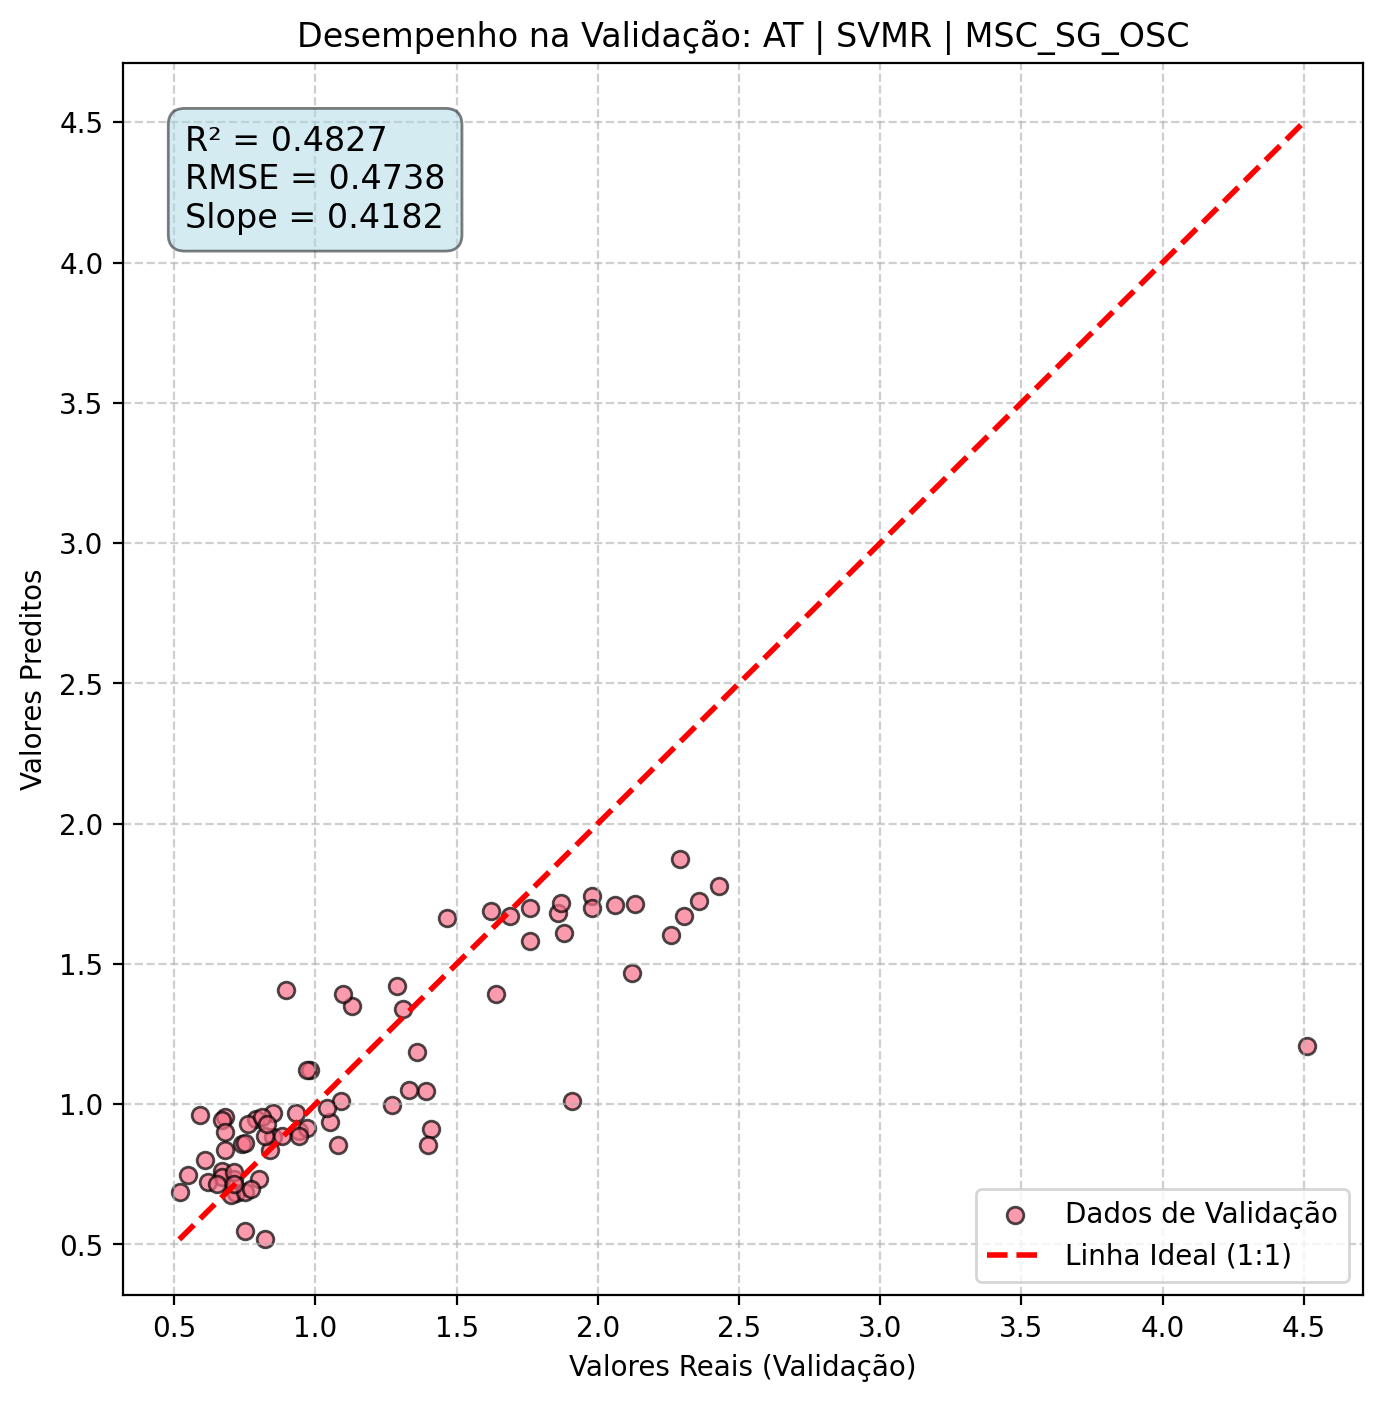 Desempenho na Validação: AT | SVMR | MSC_SG_OSC
R² = 0.4827
RMSE = 0.4738
Slope = 0.4182
4.5
4.0
3.5
3.0
2.5
2.0
1.5
1.0
0.5
Valores Preditos
Dados de Validação
Linha Ideal (1:1)
0.5 1.0 1.5 2.0 2.5 3.0 3.5 4.0 4.5
Valores Reais (Validação)